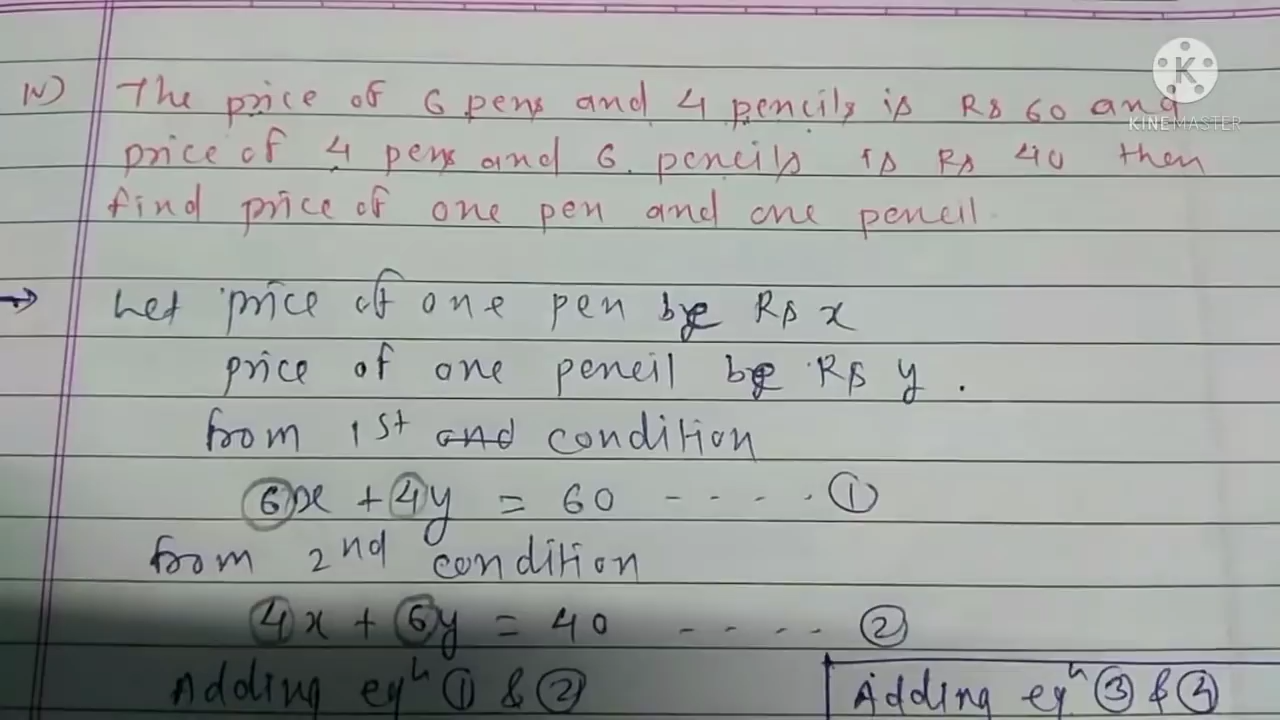 IV) The price of 6 pens and 4 pencils is Rs 60 and
price of 4 pens and 6 pencils is Rs 40 then
find price of one pen and one pencil.
→ Let price of one pen be Rs x
price of one pencil be Rs y.
from 1st and condition
6x + 4y = 60 ----. ①
from 2nd condition
4x + 6y = 40 ---- ②
Adding eqn ① & ②
Adding eqn ③ & ④
K
KINEMASTER